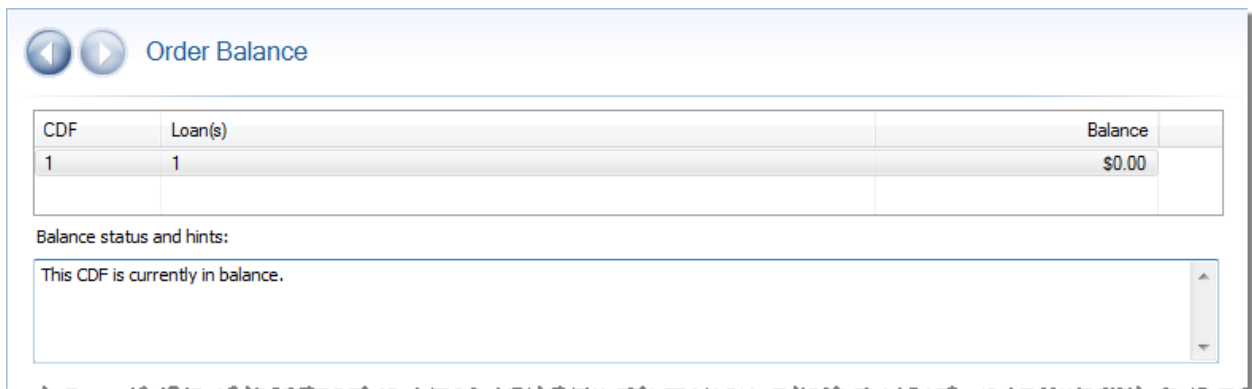 Order Balance
CDF Loan(s) Balance
1 1 $0.00
Balance status and hints:
This CDF is currently in balance.